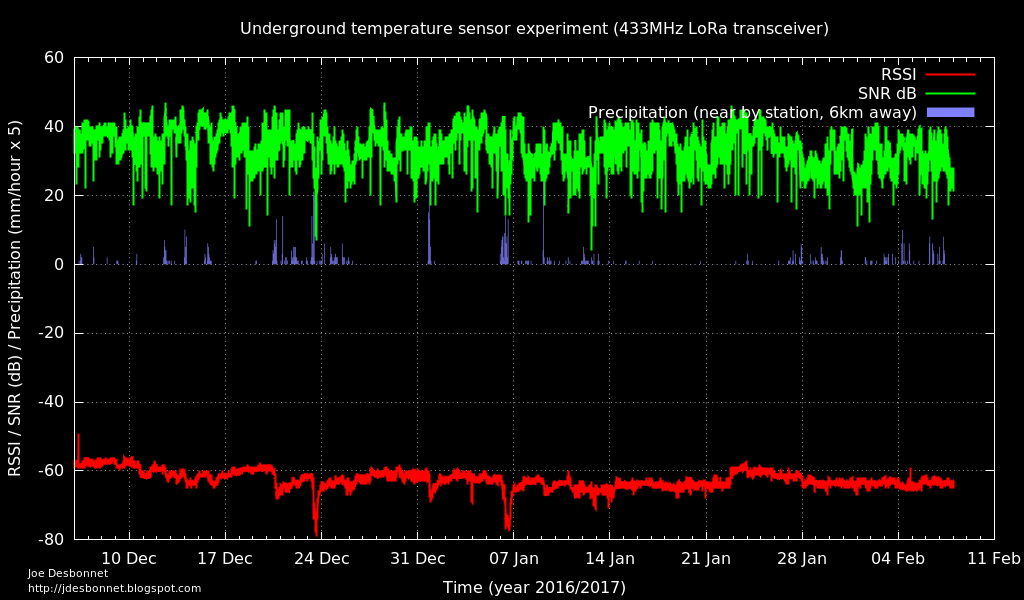 Underground temperature sensor experiment (433MHz LoRa transceiver)
RSSI / SNR (dB) / Precipitation (mm/hour x 5)
60
40
20
0
-20
-40
-60
-80
RSSI
SNR dB
Precipitation (near by station, 6km away)
10 Dec 17 Dec 24 Dec 31 Dec 07 Jan 14 Jan 21 Jan 28 Jan 04 Feb 11 Feb
Time (year 2016/2017)
Joe Desbonnet
http://jdesbonnet.blogspot.com